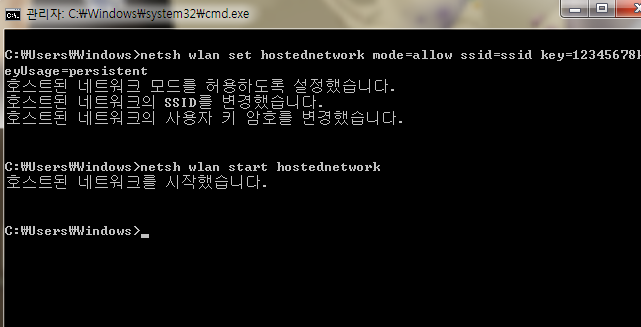 관리자: C:₩Windows₩system32₩cmd.exe
C:₩Users₩Windows>netsh wlan set hostednetwork mode=allow ssid=ssid key=12345678k
eyUsage=persistent
호스트된 네트워크 모드를 허용하도록 설정했습니다.
호스트된 네트워크의 SSID를 변경했습니다.
호스트된 네트워크의 사용자 키 암호를 변경했습니다.
C:₩Users₩Windows>netsh wlan start hostednetwork
호스트된 네트워크를 시작했습니다.
C:₩Users₩Windows>